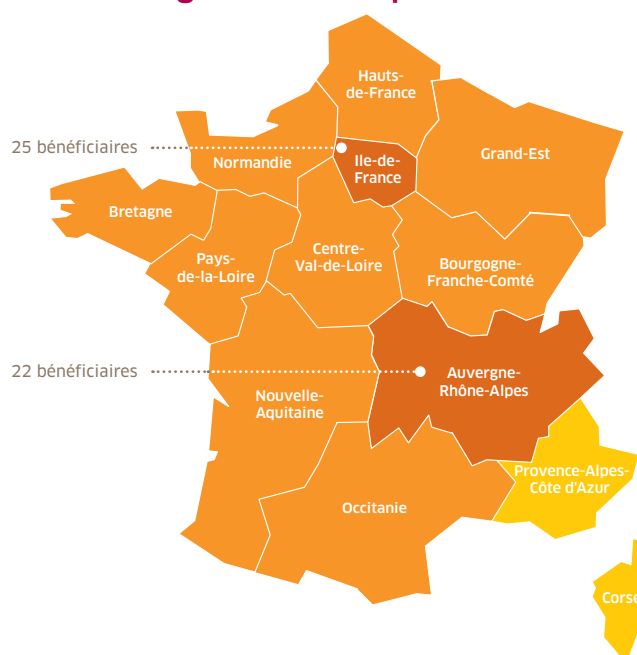 Hauts-
de-France
25 bénéficiaires
Normandie
Ile-de-
France
Grand-Est
Bretagne
Pays-
de-la-Loire
Centre-
Val-de-Loire
Bourgogne-
Franche-Comté
22 bénéficiaires
Auvergne-
Rhône-Alpes
Nouvelle-
Aquitaine
Provence-Alpes-
Côte d'Azur
Occitanie
Corse